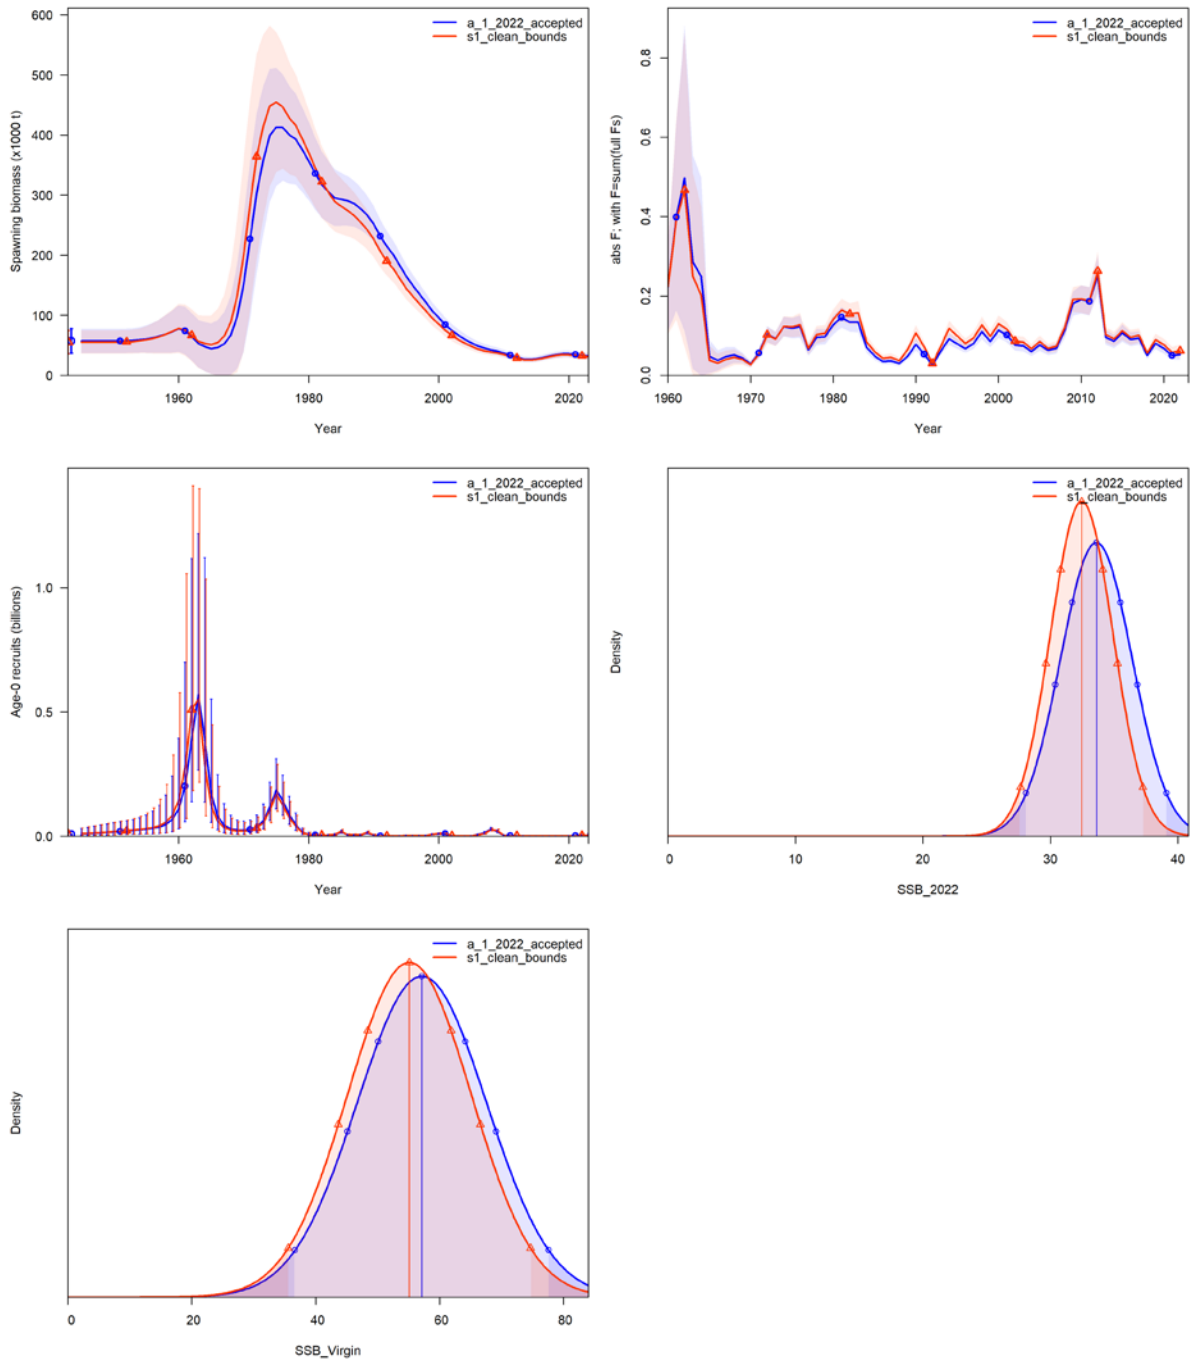 a_1_2022_accepted
s1_clean_bounds
Spawning biomass (x1000 t)
600
500
400
300
200
100
0
1960
1980
2000
2020
Year
a_1_2022_accepted
s1_clean_bounds
abs F; with F=sum(full Fs)
0.8
0.6
0.4
0.2
0.0
1960
1970
1980
1990
2000
2010
2020
Year
a_1_2022_accepted
s1_clean_bounds
Age-0 recruits (billions)
1.0
0.5
0.0
1960
1980
2000
2020
Year
a_1_2022_accepted
s1_clean_bounds
Density
0
10
20
30
40
SSB_2022
a_1_2022_accepted
s1_clean_bounds
Density
0
20
40
60
80
SSB_Virgin